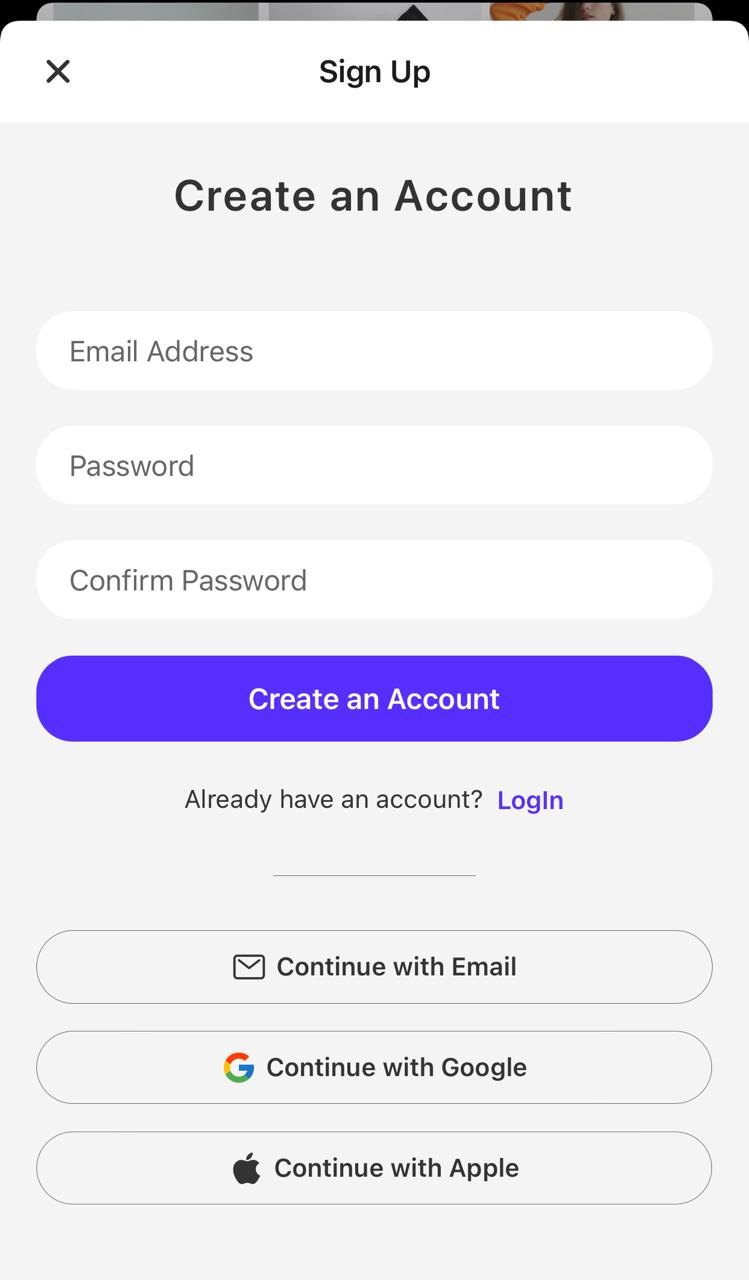 Sign Up
Create an Account
Email Address
Password
Confirm Password
Create an Account
Already have an account? LogIn
Continue with Email
Continue with Google
Continue with Apple